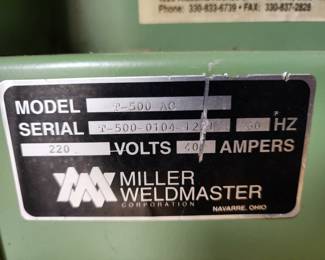 Phone: 330-833-6739 • FAX: 330-837-2828
MODEL T-500 AC
SERIAL T-500-0104 60 HZ
220 VOLTS 40 AMPERS
MILLER
WELDMASTER
CORPORATION
NAVARRE, OHIO